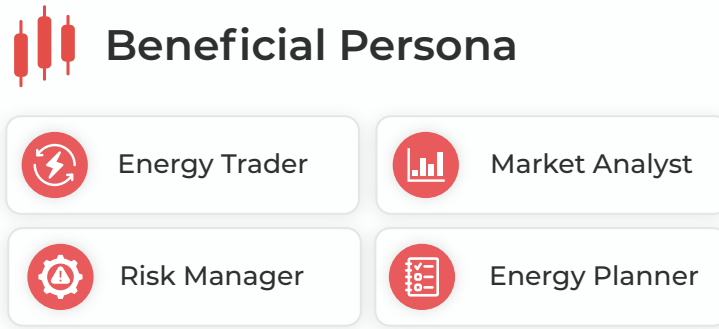 Beneficial Persona
Energy Trader
Market Analyst
Risk Manager
Energy Planner